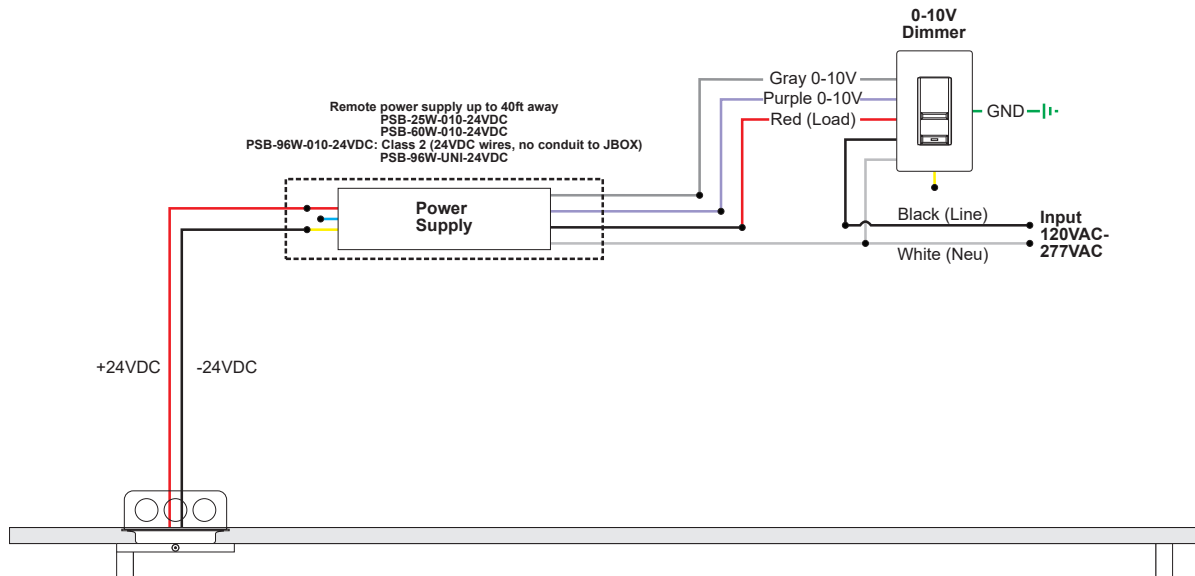 0-10V
Dimmer
Gray 0-10V
Purple 0-10V
Red (Load)
GND
Remote power supply up to 40ft away
PSB-25W-010-24VDC
PSB-60W-010-24VDC
PSB-96W-010-24VDC: Class 2 (24VDC wires, no conduit to JBOX)
PSB-96W-UNI-24VDC
Power
Supply
Black (Line)
White (Neu)
Input
120VAC-
277VAC
+24VDC
-24VDC